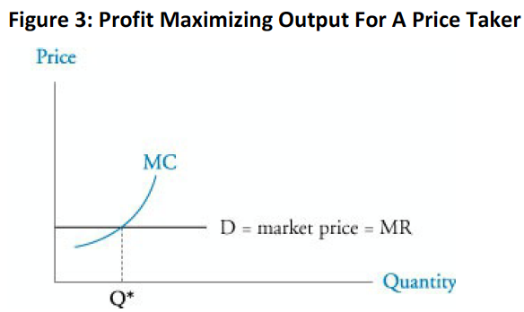 Figure 3: Profit Maximizing Output For A Price Taker
Price
MC
D = market price = MR
Quantity
Q*